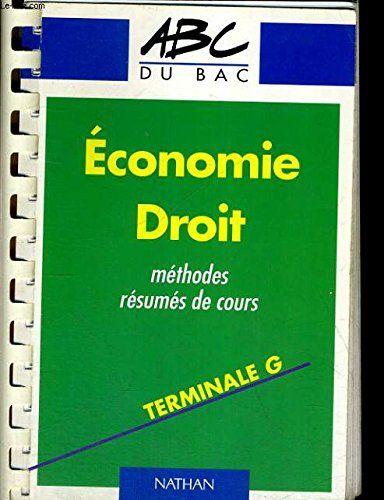 ABC
DU BAC
Économie
Droit
méthodes
résumés de cours
TERMINALE G
NATHAN